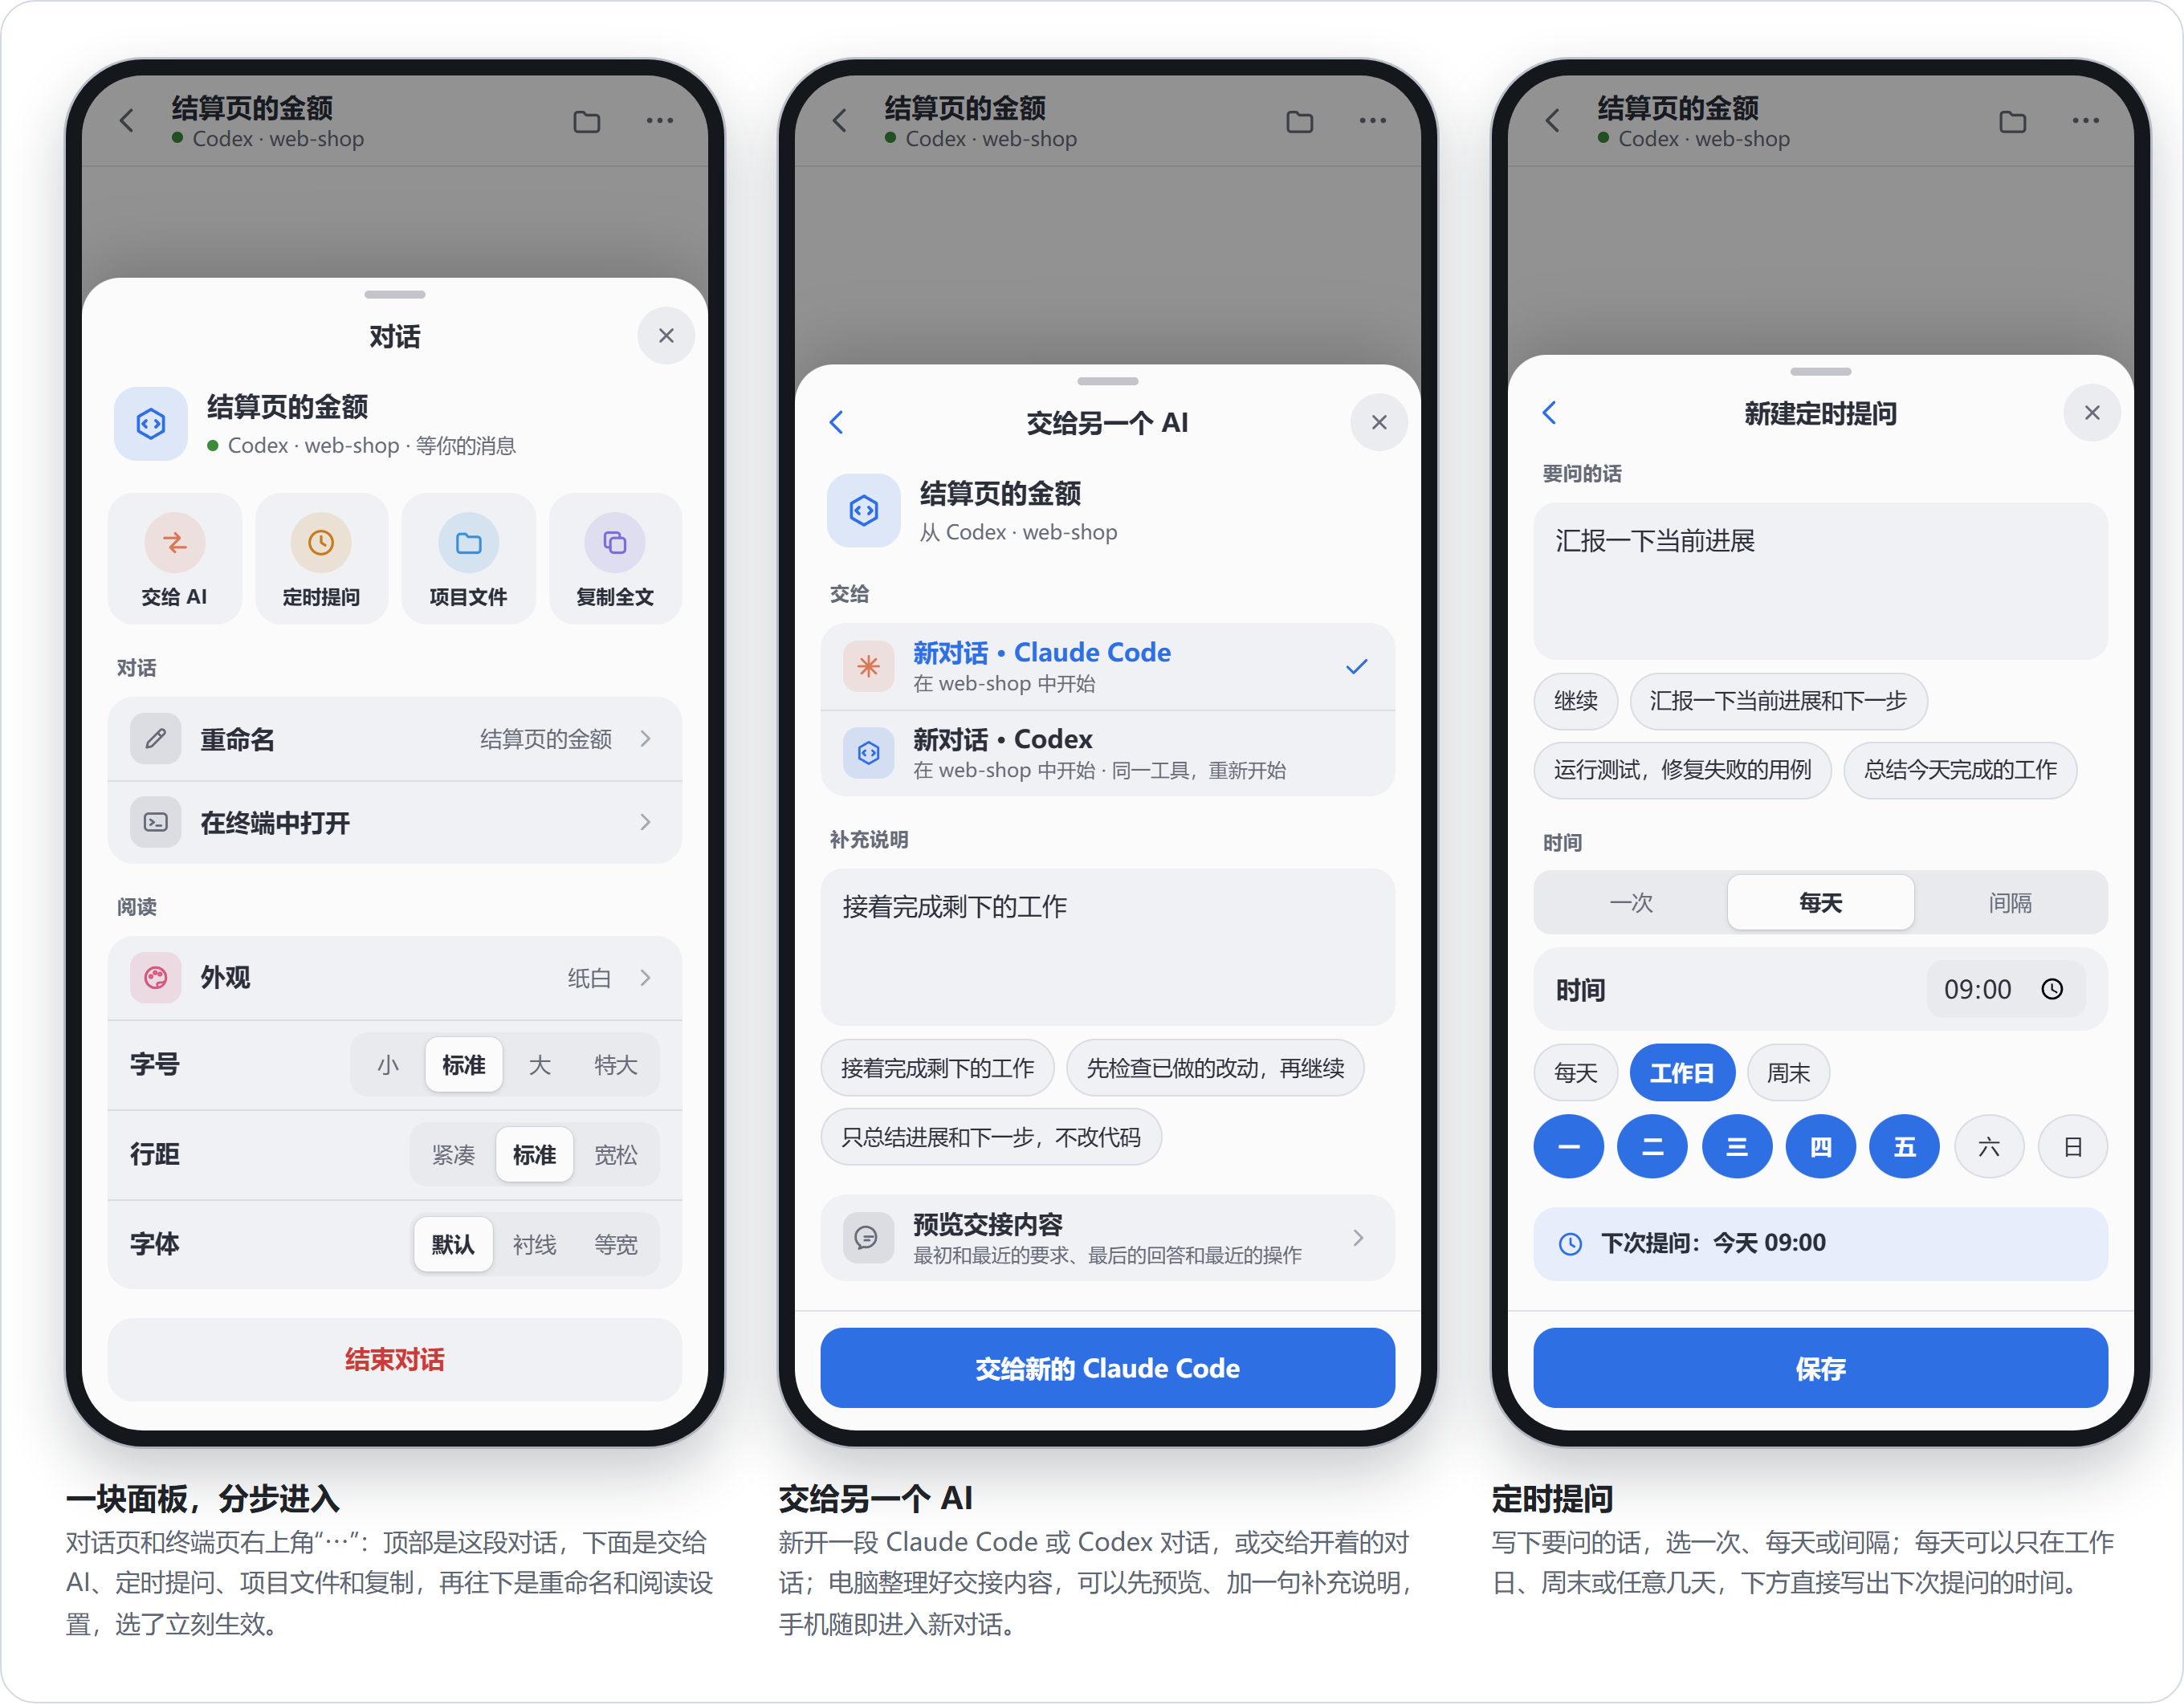 结算页的金额
Codex · web-shop
对话
结算页的金额
Codex · web-shop · 等你的消息
交给 AI
定时提问
项目文件
复制全文
对话
重命名
结算页的金额
在终端中打开
阅读
外观
纸白
字号
小
标准
大
特大
行距
紧凑
标准
宽松
字体
默认
衬线
等宽
结束对话
一块面板，分步进入
对话页和终端页右上角“···”：顶部是这段对话，下面是交给
AI、定时提问、项目文件和复制，再往下是重命名和阅读设
置，选了立刻生效。
结算页的金额
Codex · web-shop
交给另一个 AI
结算页的金额
从 Codex · web-shop
交给
新对话 • Claude Code
在 web-shop 中开始
新对话 • Codex
在 web-shop 中开始 · 同一工具，重新开始
补充说明
接着完成剩下的工作
接着完成剩下的工作
先检查已做的改动，再继续
只总结进展和下一步，不改代码
预览交接内容
最初和最近的要求、最后的回答和最近的操作
交给新的 Claude Code
交给另一个 AI
新开一段 Claude Code 或 Codex 对话，或交给开着的对
话；电脑整理好交接内容，可以先预览、加一句补充说明，
手机随即进入新对话。
结算页的金额
Codex · web-shop
新建定时提问
要问的话
汇报一下当前进展
继续
汇报一下当前进展和下一步
运行测试，修复失败的用例
总结今天完成的工作
时间
一次
每天
间隔
时间
09:00
每天
工作日
周末
一
二
三
四
五
六
日
下次提问：今天 09:00
保存
定时提问
写下要问的话，选一次、每天或间隔；每天可以只在工作
日、周末或任意几天，下方直接写出下次提问的时间。